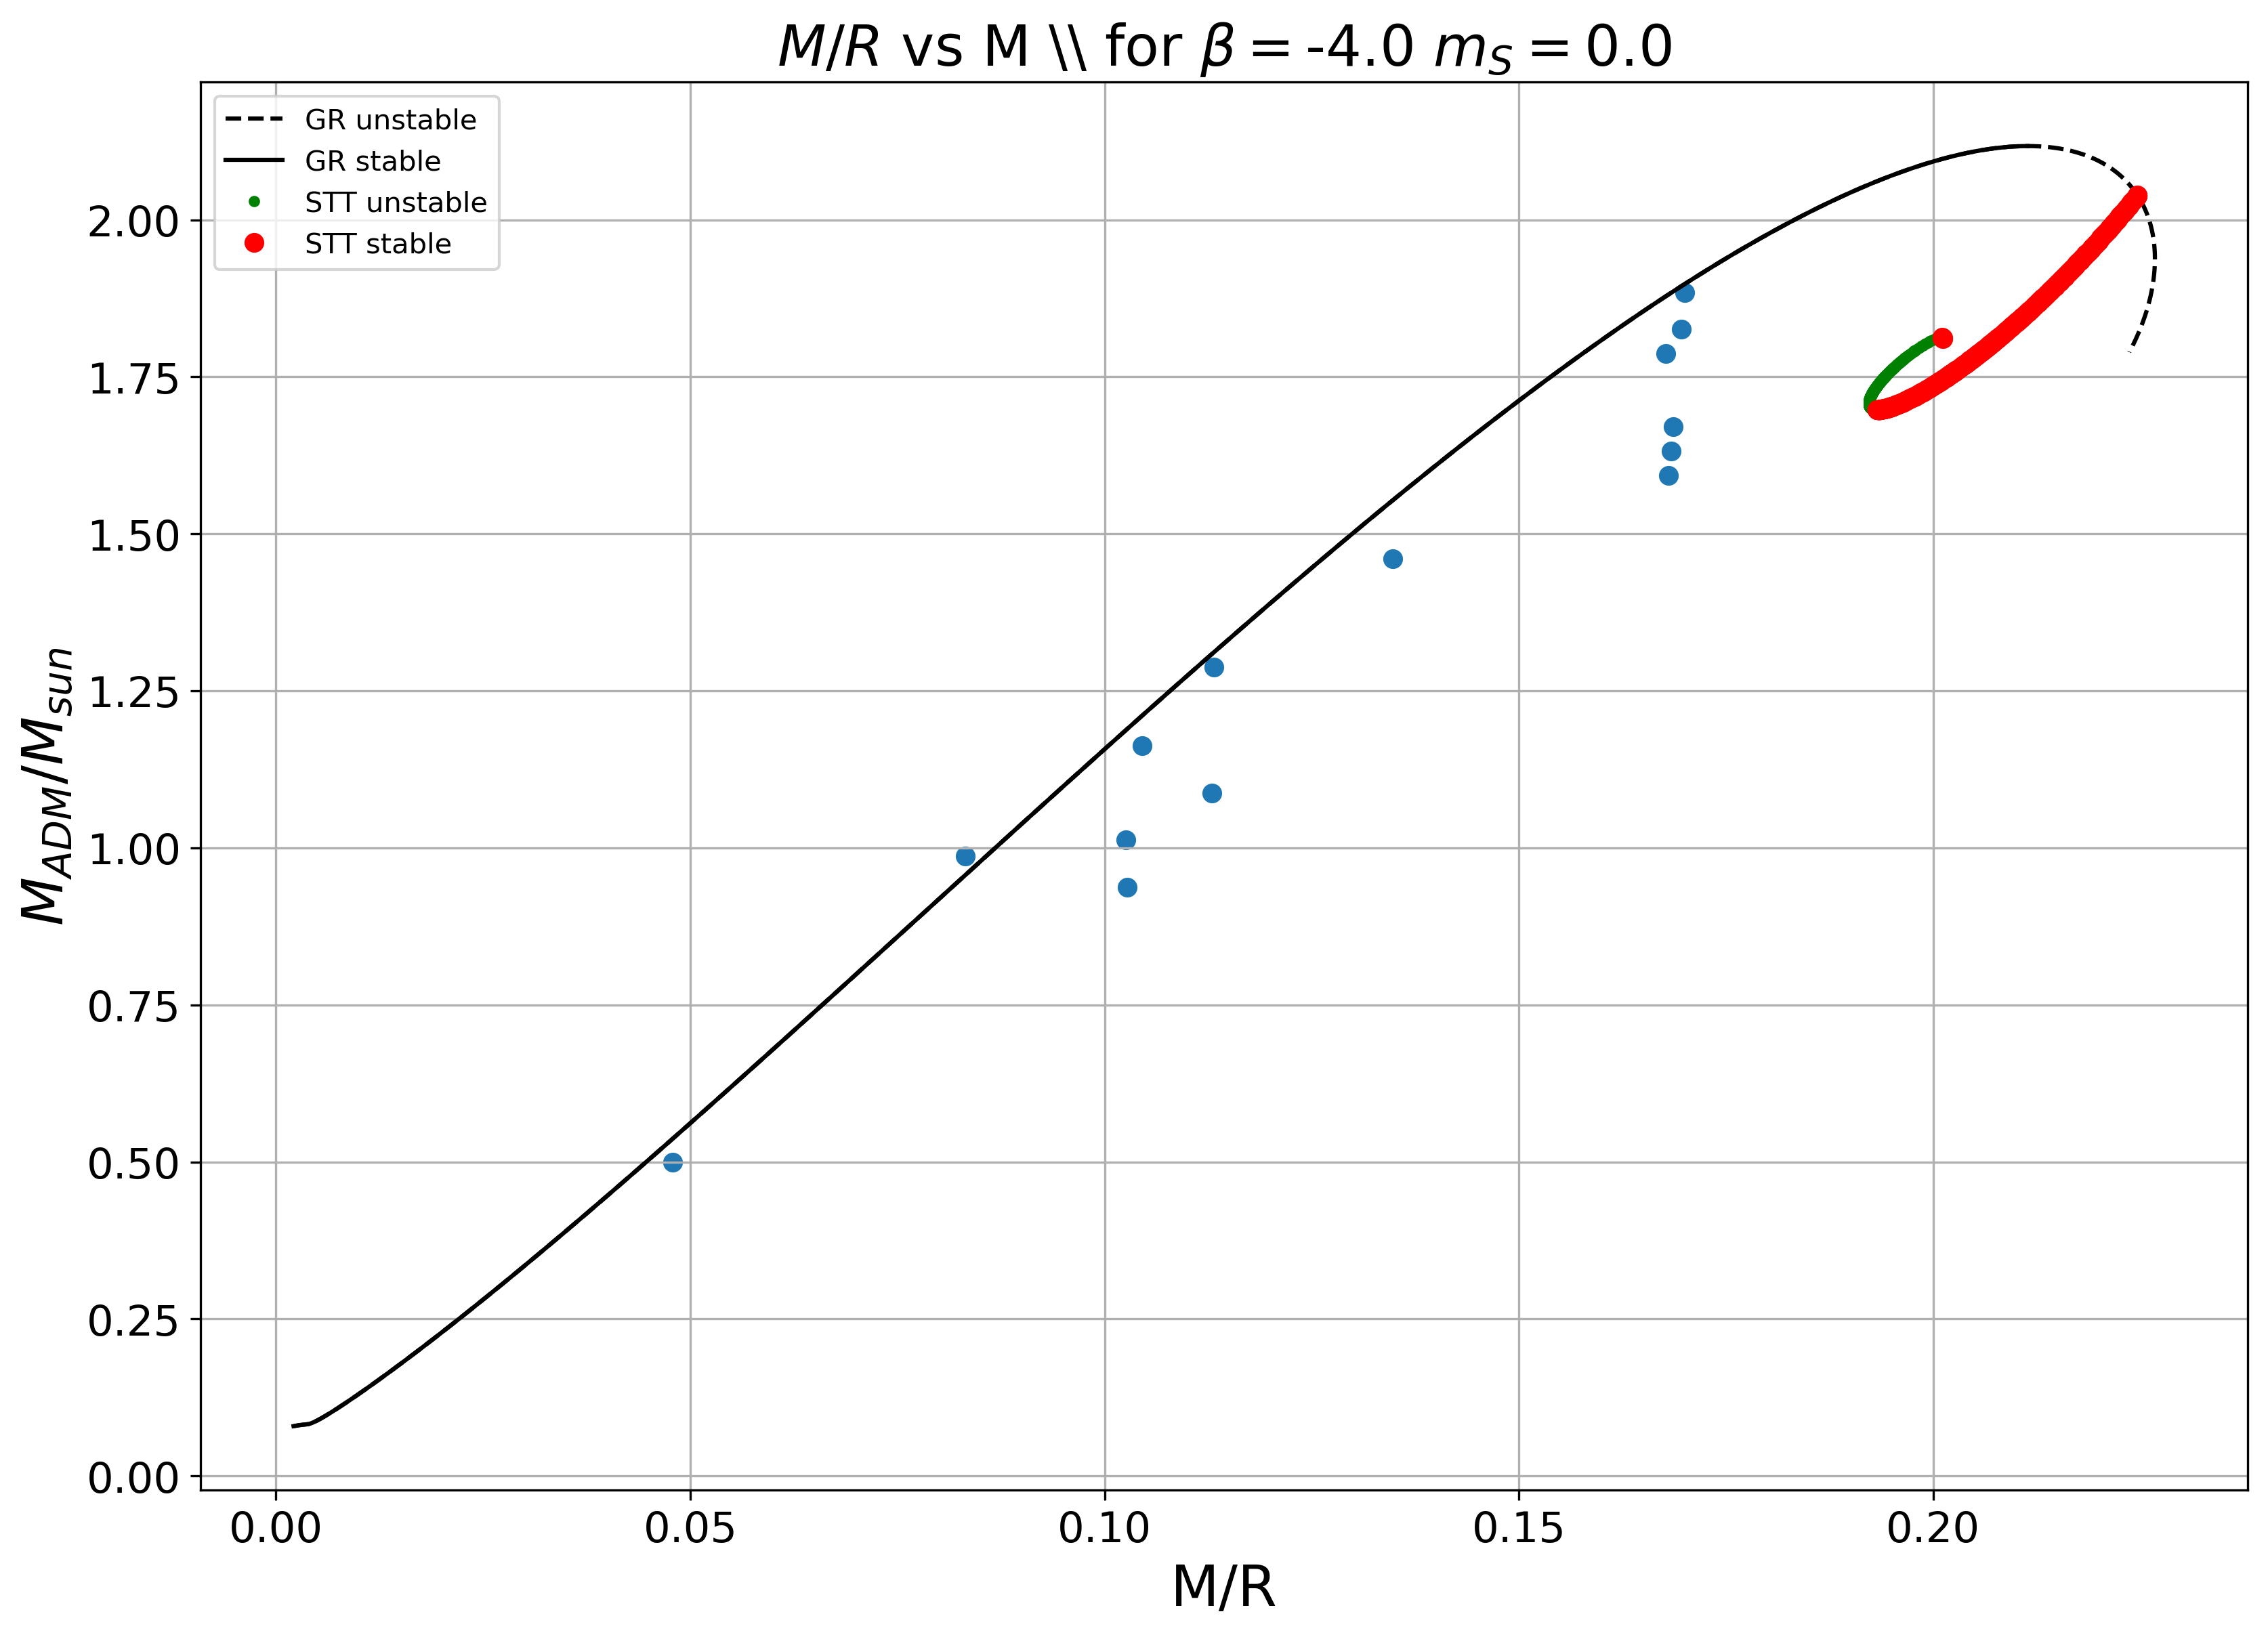 M/R vs M \\ for β = -4.0 m_S = 0.0
GR unstable
GR stable
STT unstable
STT stable
M_ADM/M_sun
2.00
1.75
1.50
1.25
1.00
0.75
0.50
0.25
0.00
0.00 0.05 0.10 0.15 0.20
M/R